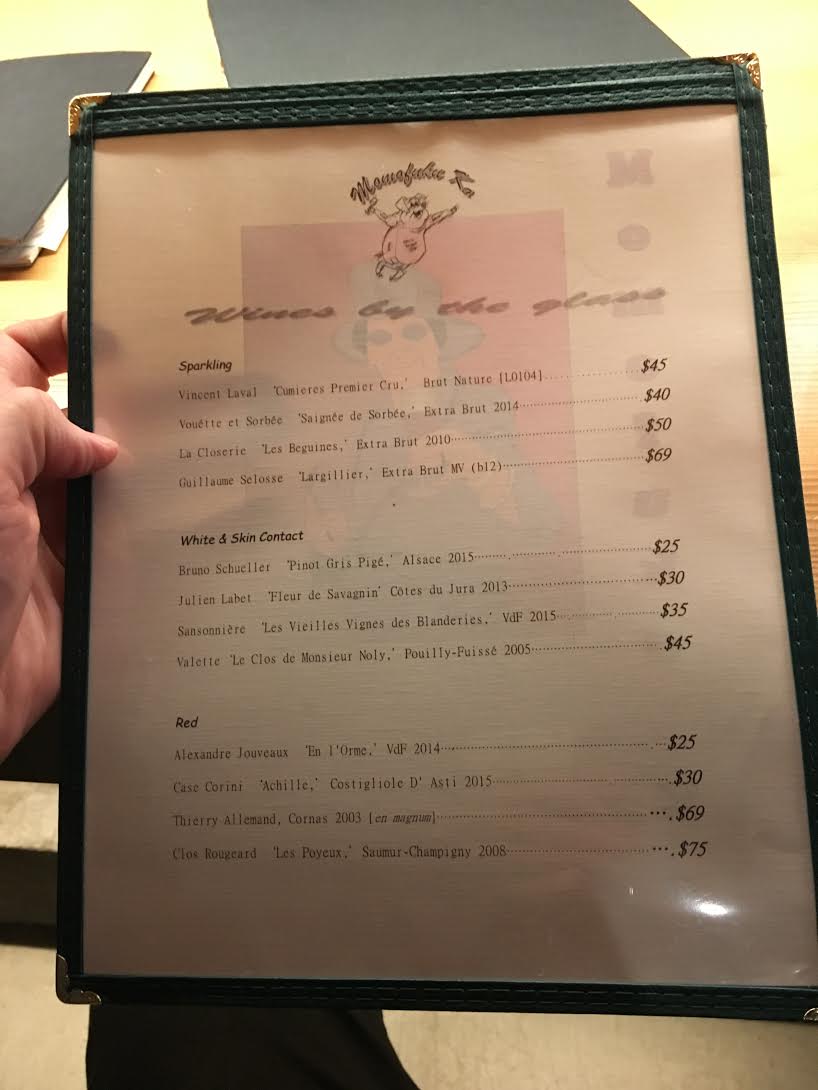 Momofuku Ko
Wines by the glass
Sparkling
Vincent Laval 'Cumieres Premier Cru,' Brut Nature [L0104]..........$45
Vouétte et Sorbée 'Saignée de Sorbée,' Extra Brut 2014..........$40
La Closerie 'Les Beguines,' Extra Brut 2010..........$50
Guillaume Selosse 'Largillier,' Extra Brut MV (b12)..........$69
White & Skin Contact
Bruno Schueller 'Pinot Gris Pigé,' Alsace 2015..........$25
Julien Labet 'Fleur de Savagnin' Côtes du Jura 2013..........$30
Sansonnière 'Les Vieilles Vignes des Blanderies,' VdF 2015..........$35
Valette 'Le Clos de Monsieur Noly,' Pouilly-Fuissé 2005..........$45
Red
Alexandre Jouveaux 'En l'Orme,' VdF 2014..........$25
Case Corini 'Achille,' Costigliole D' Asti 2015..........$30
Thierry Allemand, Cornas 2003 [en magnum]..........$69
Clos Rougeard 'Les Poyeux,' Saumur-Champigny 2008..........$75